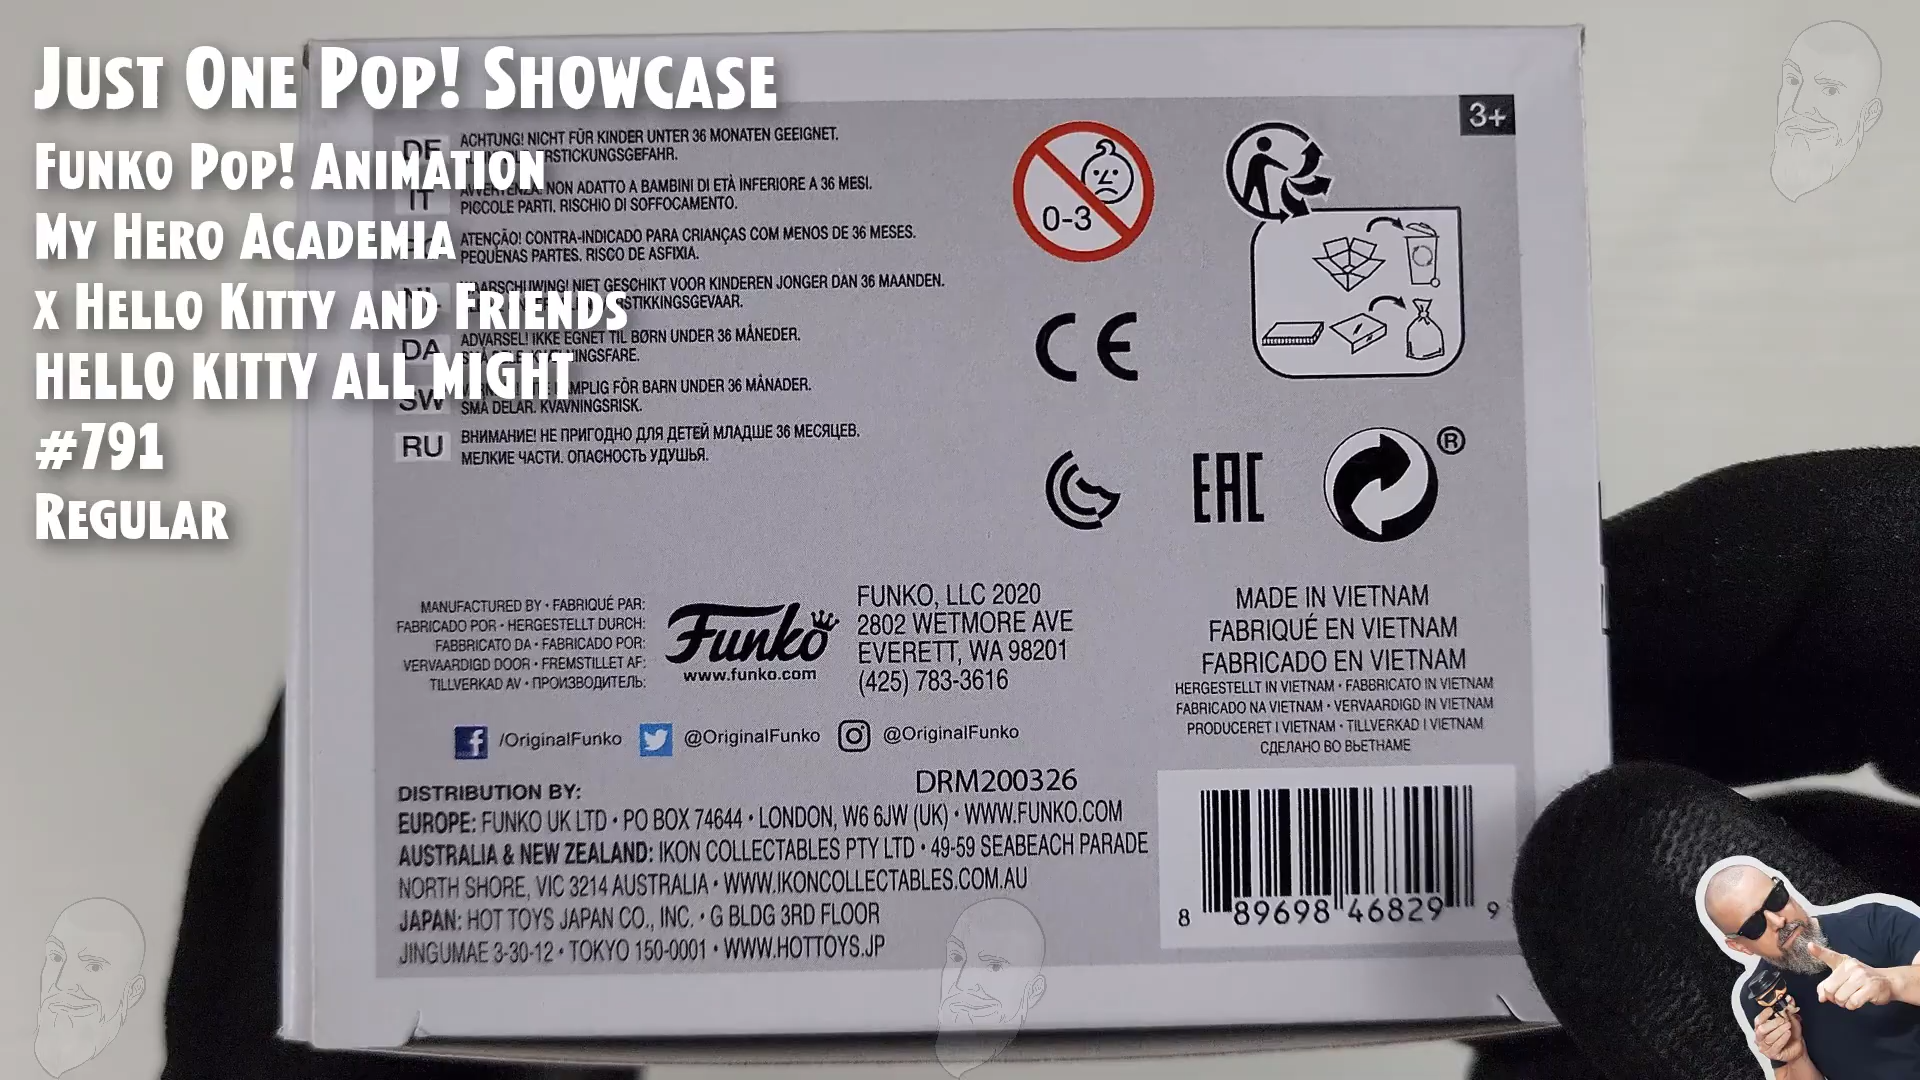 Just One Pop! Showcase
Funko Pop! Animation
My Hero Academia
x Hello Kitty and Friends
HELLO KITTY ALL MIGHT
#791
Regular
DE
ACHTUNG! NICHT FÜR KINDER UNTER 36 MONATEN GEEIGNET.
IT
NON ADATTO A BAMBINI DI ETÀ INFERIORE A 36 MESI.
PICCOLE PARTI. RISCHIO DI SOFFOCAMENTO.
ATENÇÃO! CONTRA-INDICADO PARA CRIANÇAS COM MENOS DE 36 MESES.
PEQUENAS PARTES. RISCO DE ASFIXIA.
NIET GESCHIKT VOOR KINDEREN JONGER DAN 36 MAANDEN.
DA
ADVARSEL! IKKE EGNET TIL BØRN UNDER 36 MÅNEDER.
SW
FÖR BARN UNDER 36 MÅNADER.
SMÅ DELAR. KVAVNINGSRISK.
RU
ВНИМАНИЕ! НЕ ПРИГОДНО ДЛЯ ДЕТЕЙ МЛАДШЕ 36 МЕСЯЦЕВ.
МЕЛКИЕ ЧАСТИ. ОПАСНОСТЬ УДУШЬЯ.
0-3
3+
CE
EAC
®
MANUFACTURED BY • FABRIQUÉ PAR:
FABRICADO POR • HERGESTELLT DURCH:
FABBRICATO DA • FABRICADO POR:
VERVAARDIGD DOOR • FREMSTILLET AF:
TILLVERKAD AV • ПРОИЗВОДИТЕЛЬ:
Funko
www.funko.com
FUNKO, LLC 2020
2802 WETMORE AVE
EVERETT, WA 98201
(425) 783-3616
MADE IN VIETNAM
FABRIQUÉ EN VIETNAM
FABRICADO EN VIETNAM
HERGESTELLT IN VIETNAM • FABBRICATO IN VIETNAM
FABRICADO NA VIETNAM • VERVAARDIGD IN VIETNAM
PRODUCERET I VIETNAM • TILLVERKAD I VIETNAM
СДЕЛАНО ВО ВЬЕТНАМЕ
/OriginalFunko @OriginalFunko @OriginalFunko
DRM200326
DISTRIBUTION BY:
EUROPE: FUNKO UK LTD • PO BOX 74644 • LONDON, W6 6JW (UK) • WWW.FUNKO.COM
AUSTRALIA & NEW ZEALAND: IKON COLLECTABLES PTY LTD • 49-59 SEABEACH PARADE
NORTH SHORE, VIC 3214 AUSTRALIA • WWW.IKONCOLLECTABLES.COM.AU
JAPAN: HOT TOYS JAPAN CO., INC. • G BLDG 3RD FLOOR
JINGUMAE 3-30-12 • TOKYO 150-0001 • WWW.HOTTOYS.JP
8 89698 46829 9